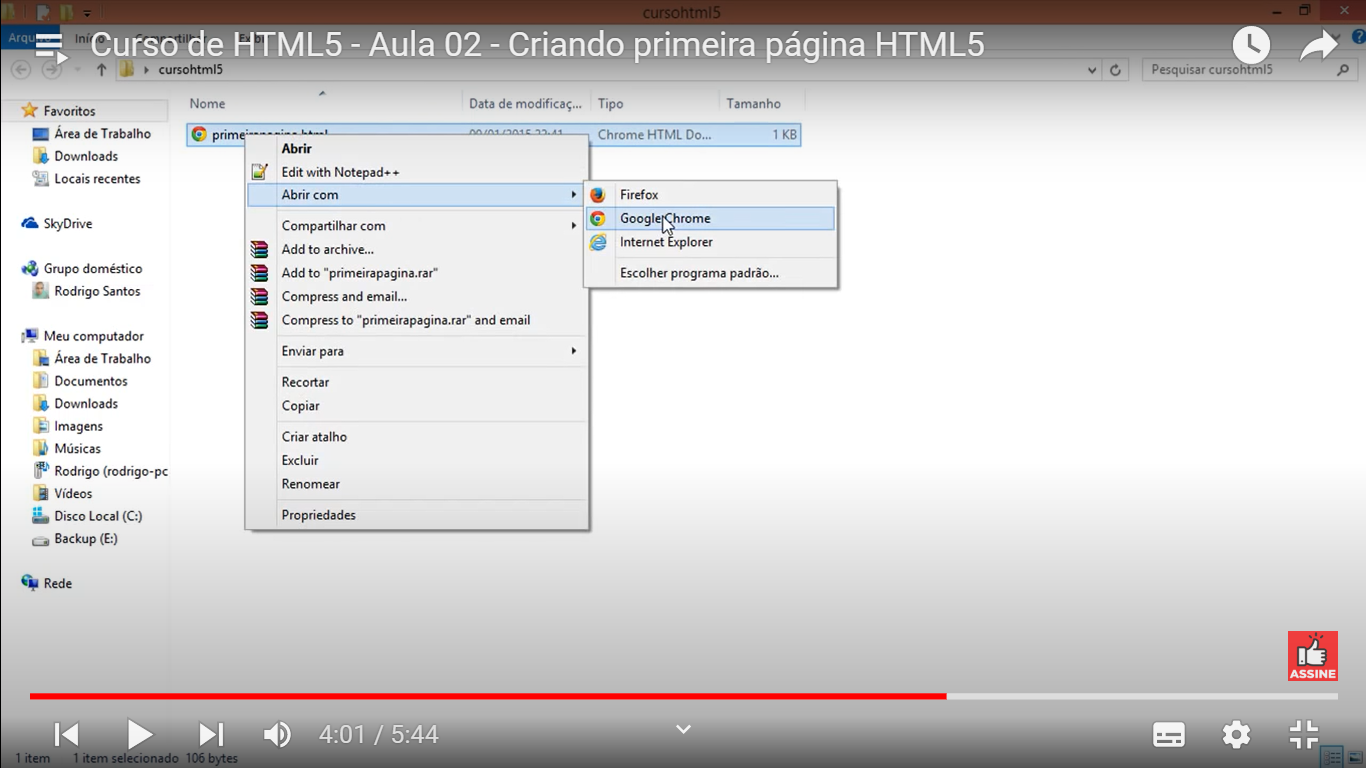 cursohtml5
Curso de HTML5 - Aula 02 - Criando primeira página HTML5
cursohtml5
Pesquisar cursohtml5
Nome
Data de modificaç...
Tipo
Tamanho
Favoritos
Área de Trabalho
Downloads
Locais recentes
SkyDrive
Grupo doméstico
Rodrigo Santos
Meu computador
Área de Trabalho
Documentos
Downloads
Imagens
Músicas
Rodrigo (rodrigo-pc
Vídeos
Disco Local (C:)
Backup (E:)
Rede
primeirapagina.html
09/01/2015 22:41
Chrome HTML Do...
1 KB
Abrir
Edit with Notepad++
Abrir com
Compartilhar com
Add to archive...
Add to "primeirapagina.rar"
Compress and email...
Compress to "primeirapagina.rar" and email
Enviar para
Recortar
Copiar
Criar atalho
Excluir
Renomear
Propriedades
Firefox
Google Chrome
Internet Explorer
Escolher programa padrão...
ASSINE
4:01 / 5:44
1 item
1 item selecionado 106 bytes